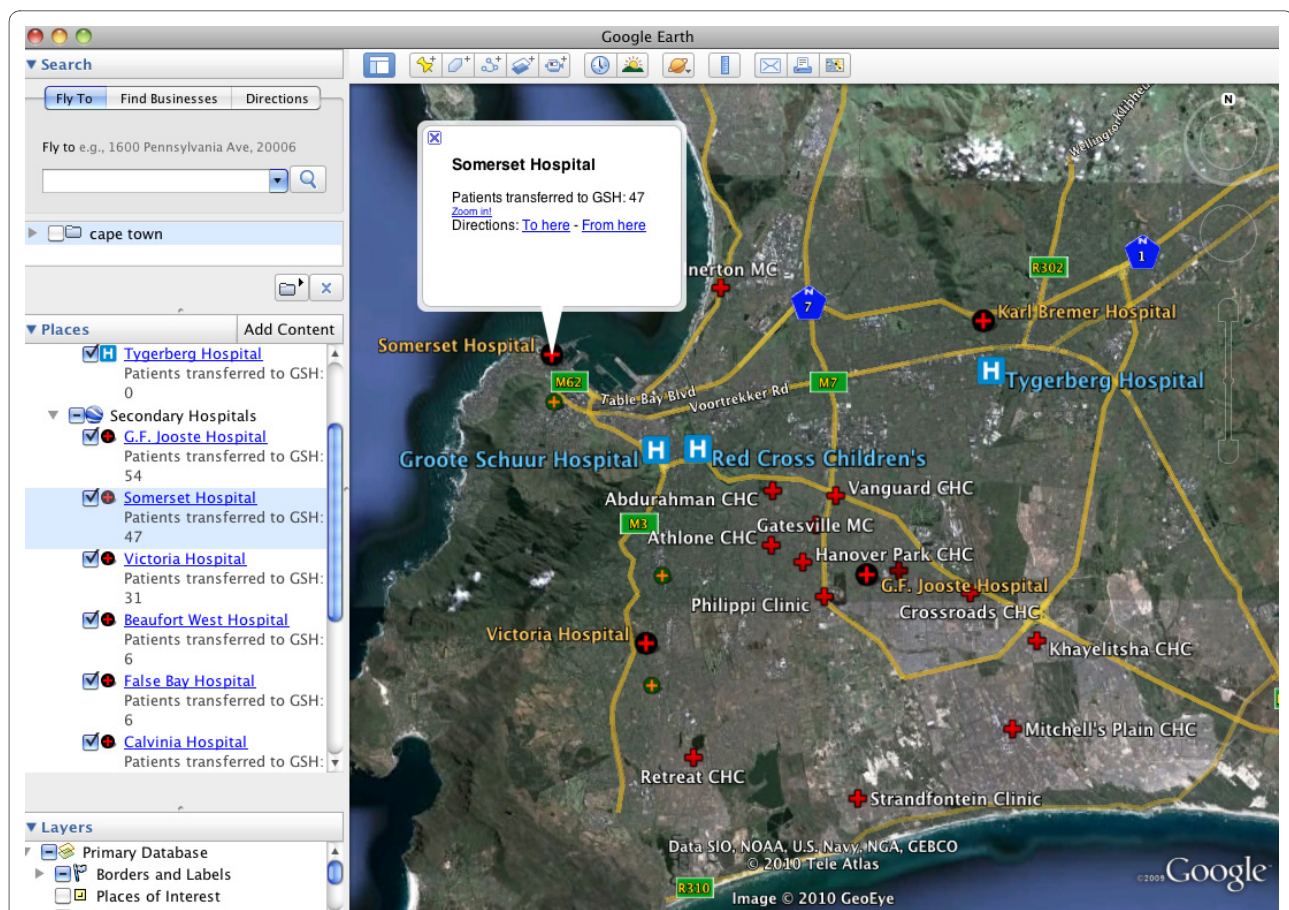 Google Earth
Search
Fly To Find Businesses Directions
Fly to e.g., 1600 Pennsylvania Ave, 20006
cape town
Places Add Content
Tygerberg Hospital
Patients transferred to GSH:
0
Secondary Hospitals
G.F. Jooste Hospital
Patients transferred to GSH:
54
Somerset Hospital
Patients transferred to GSH:
47
Victoria Hospital
Patients transferred to GSH:
31
Beaufort West Hospital
Patients transferred to GSH:
6
False Bay Hospital
Patients transferred to GSH:
6
Calvinia Hospital
Patients transferred to GSH:
Layers
Primary Database
Borders and Labels
Places of Interest
Somerset Hospital
Patients transferred to GSH: 47
Zoom in!
Directions: To here - From here
N
Wellington
R302
N
1
nerton MC
N
7
Karl Bremer Hospital
Somerset Hospital
M62
M7
H Tygerberg Hospital
Table Bay Blvd
Voortrekker Rd
Groote Schuur Hospital H
H Red Cross Children's
Abdurahman CHC
Vanguard CHC
M3
Gatesville MC
Athlone CHC
Hanover Park CHC
G.F. Jooste Hospital
Philippi Clinic
Crossroads CHC
Victoria Hospital
Khayelitsha CHC
Mitchell's Plain CHC
Retreat CHC
Strandfontein Clinic
Data SIO, NOAA, U.S. Navy, NGA, GEBCO
© 2010 Tele Atlas
R310
Image © 2010 GeoEye
©2009 Google